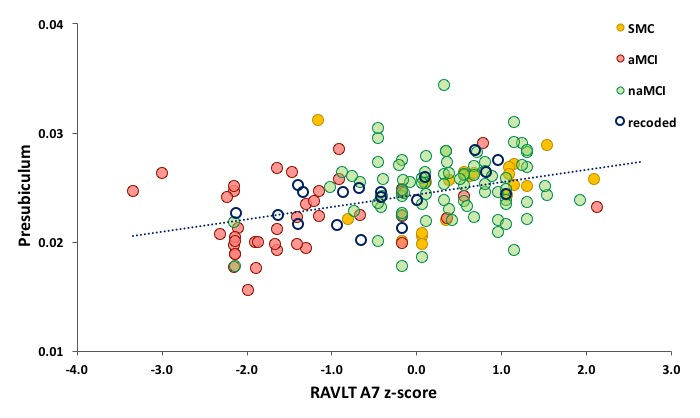 0.04
0.03
0.02
0.01
Presubiculum
-4.0 -3.0 -2.0 -1.0 0.0 1.0 2.0 3.0
RAVLT A7 z-score
SMC
aMCI
naMCI
recoded